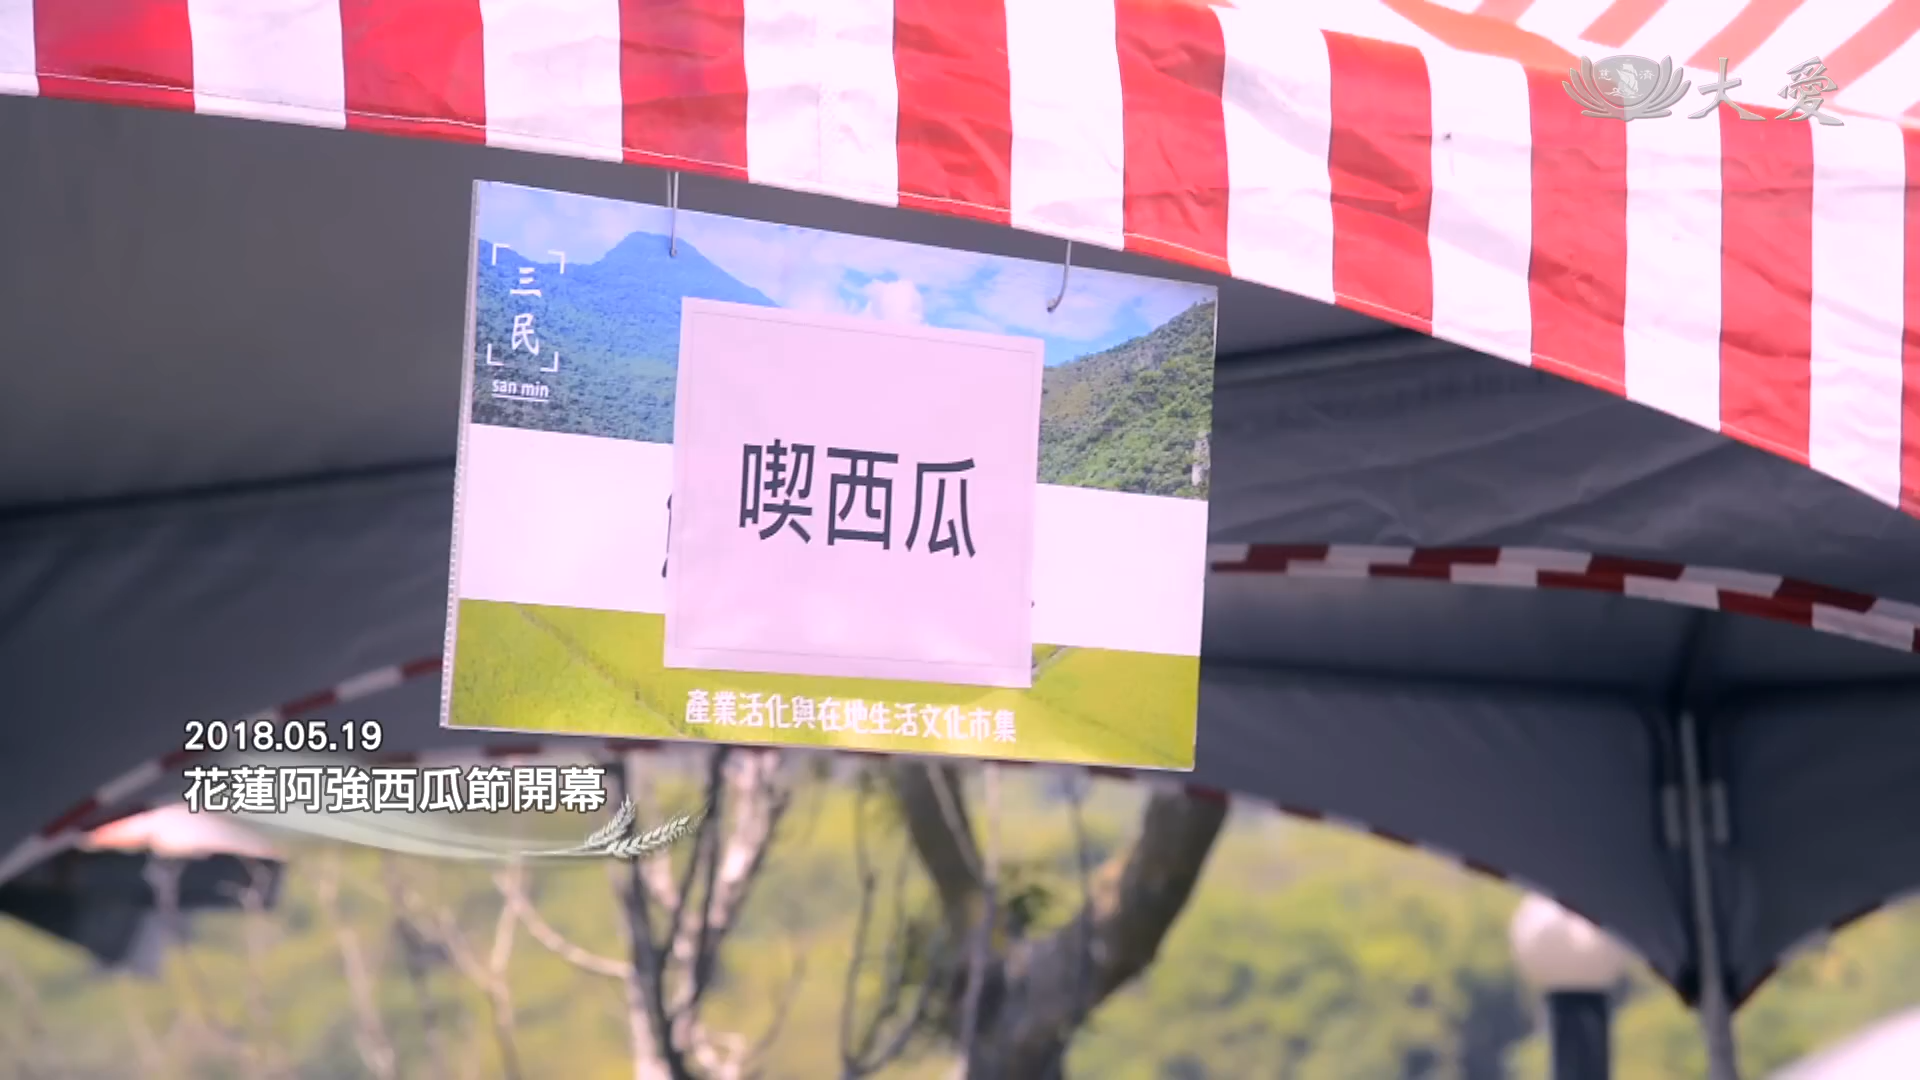 大愛
三民
san min
喫西瓜
產業活化與在地生活文化市集
2018.05.19
花蓮阿強西瓜節開幕